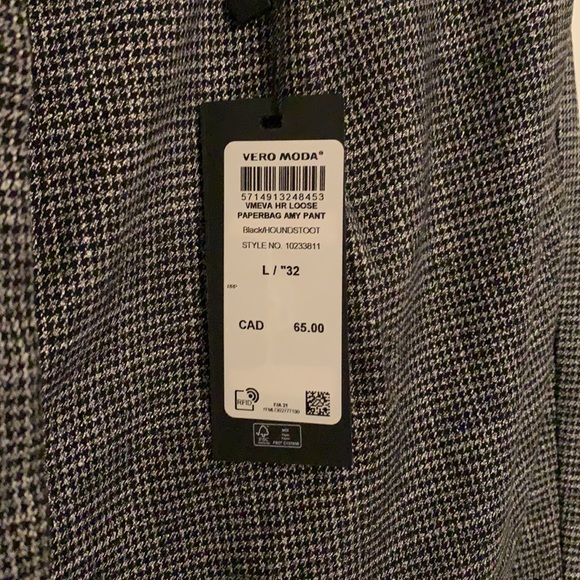 VERO MODA®
5714913248453
VMEVA HR LOOSE
PAPERBAG AMY PANT
Black/HOUNDSTOOT
STYLE NO. 10233811
L / "32
RRP
CAD 65.00
RFID